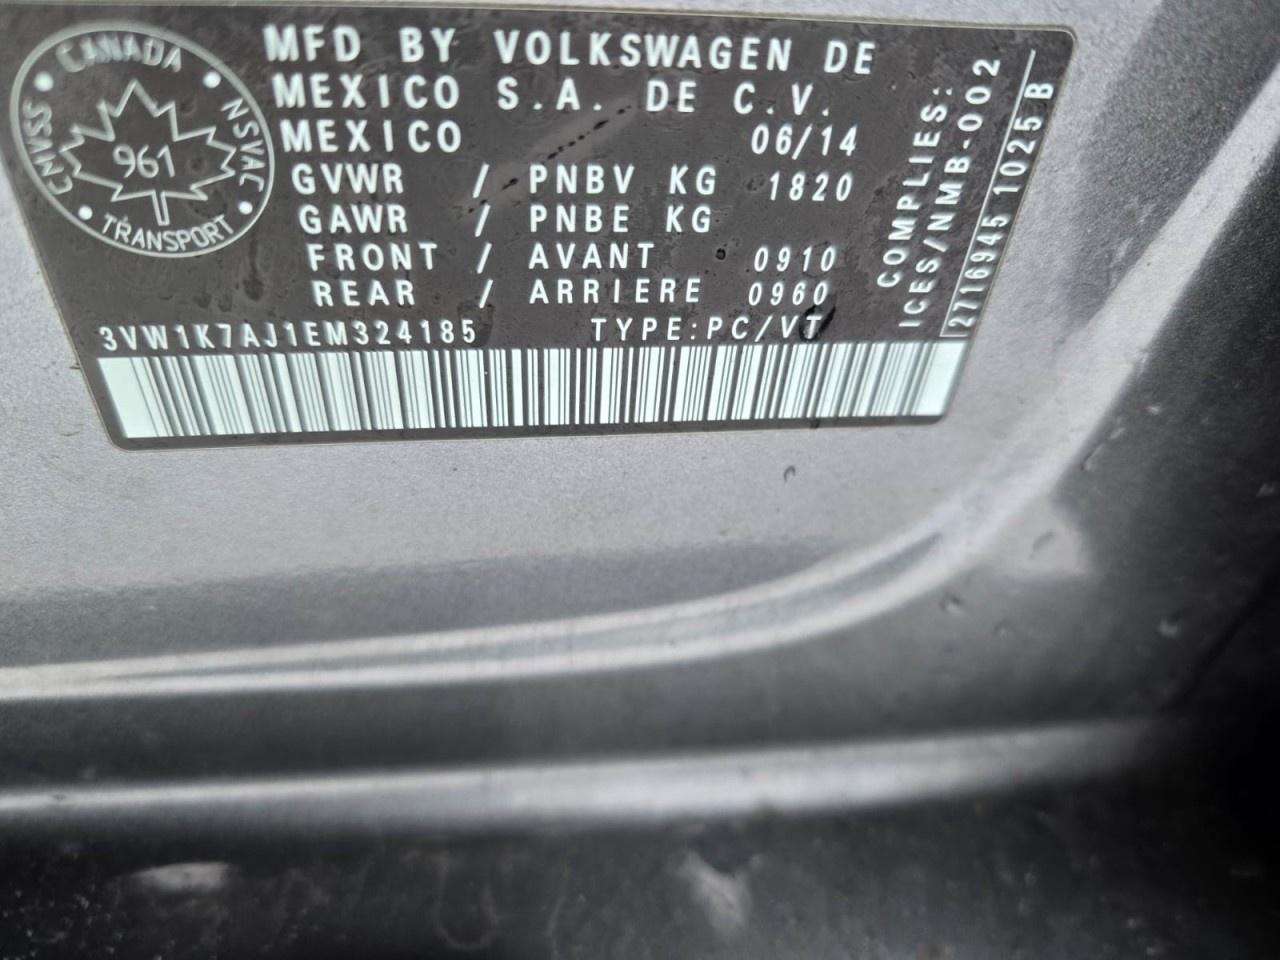 CANADA
CMVSS NSVAC
961
TRANSPORT
MFD BY VOLKSWAGEN DE
MEXICO S.A. DE C.V.
MEXICO 06/14
GVWR / PNBV KG 1820
GAWR / PNBE KG
FRONT / AVANT 0910
REAR / ARRIERE 0960
3VW1K7AJ1EM324185 TYPE:PC/VT
COMPLIES:
ICES/NMB-002
2716945 1025 B